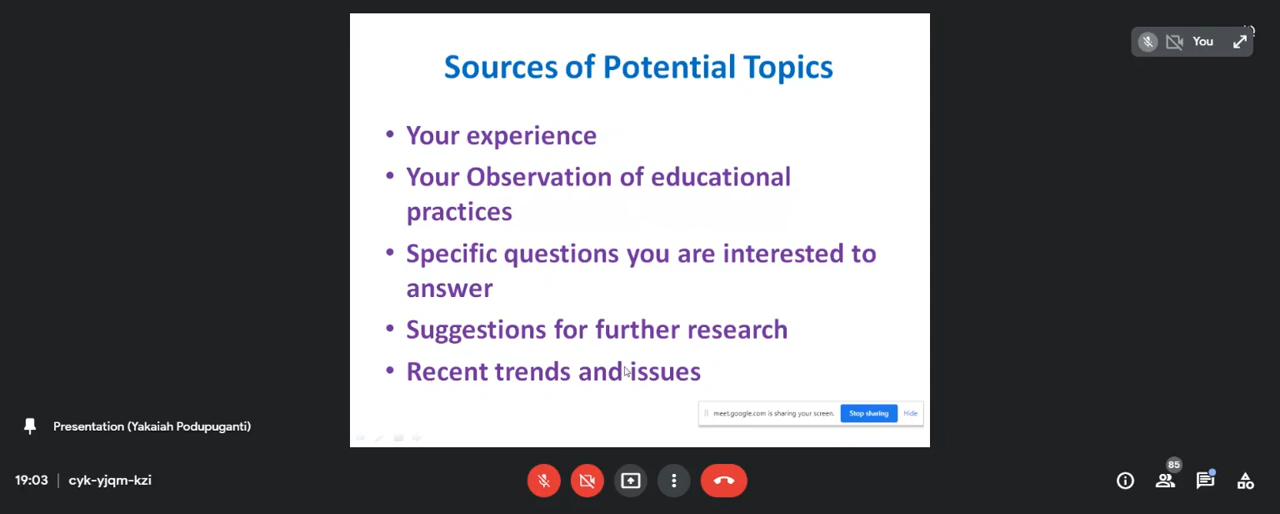 Sources of Potential Topics
You
• Your experience
• Your Observation of educational
practices
• Specific questions you are interested to
answer
• Suggestions for further research
• Recent trends and issues
meet.google.com is sharing your screen.
Stop sharing
Hide
Presentation (Yakaiah Podupuganti)
19:03 | cyk-yjqm-kzi
85